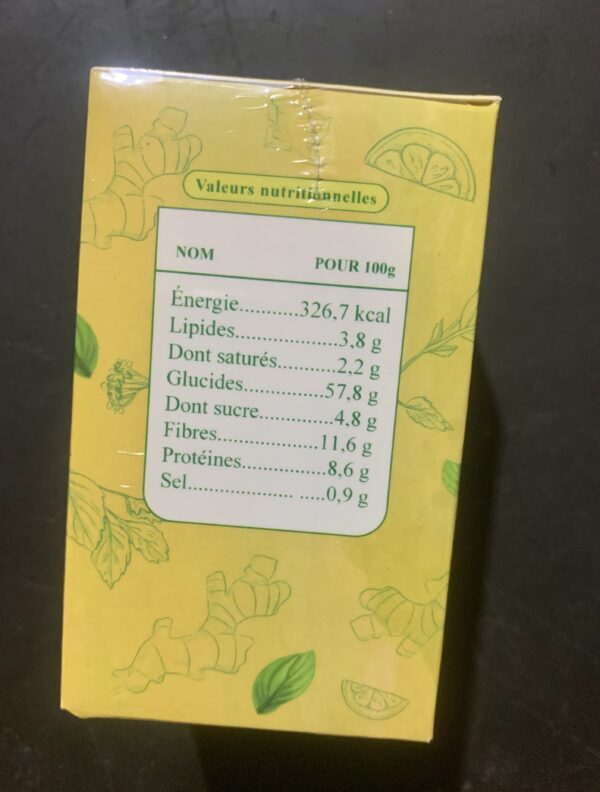 Valeurs nutritionnelles
NOM POUR 100g
Énergie...........326,7 kcal
Lipides....................3,8 g
Dont saturés...........2,2 g
Glucides...............57,8 g
Dont sucre..............4,8 g
Fibres...................11,6 g
Protéines................8,6 g
Sel.................... .....0,9 g